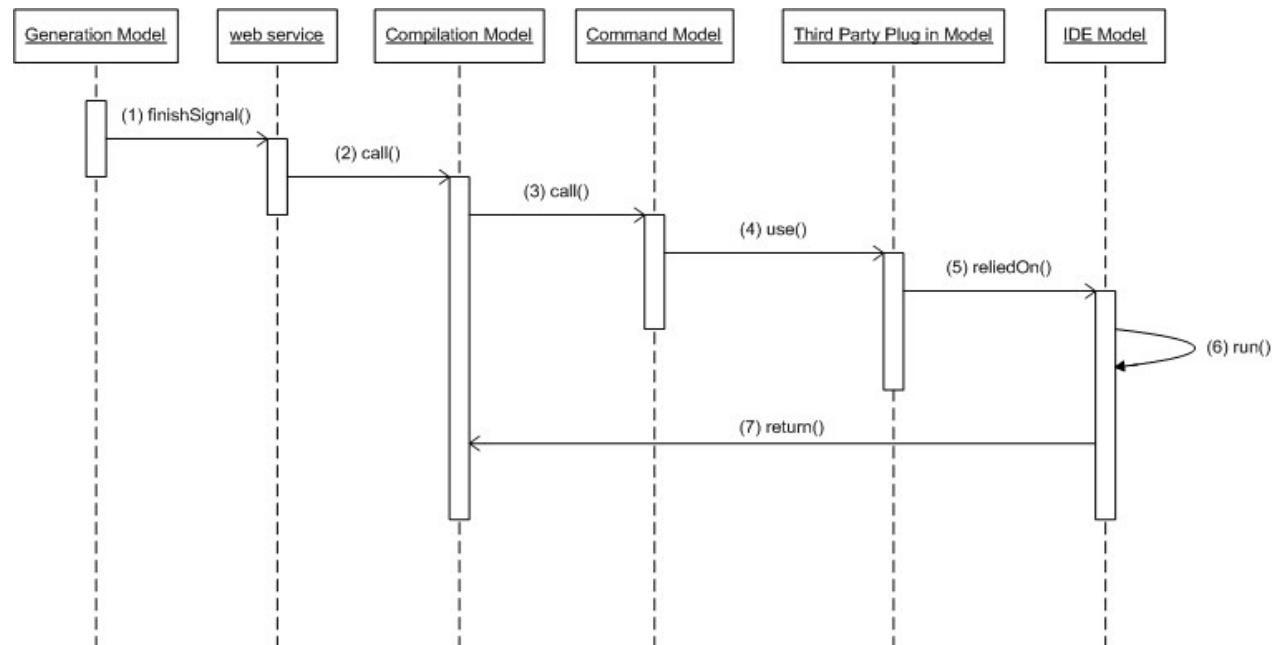 Generation Model
web service
Compilation Model
Command Model
Third Party Plug in Model
IDE Model
(1) finishSignal()
(2) call()
(3) call()
(4) use()
(5) reliedOn()
(6) run()
(7) return()